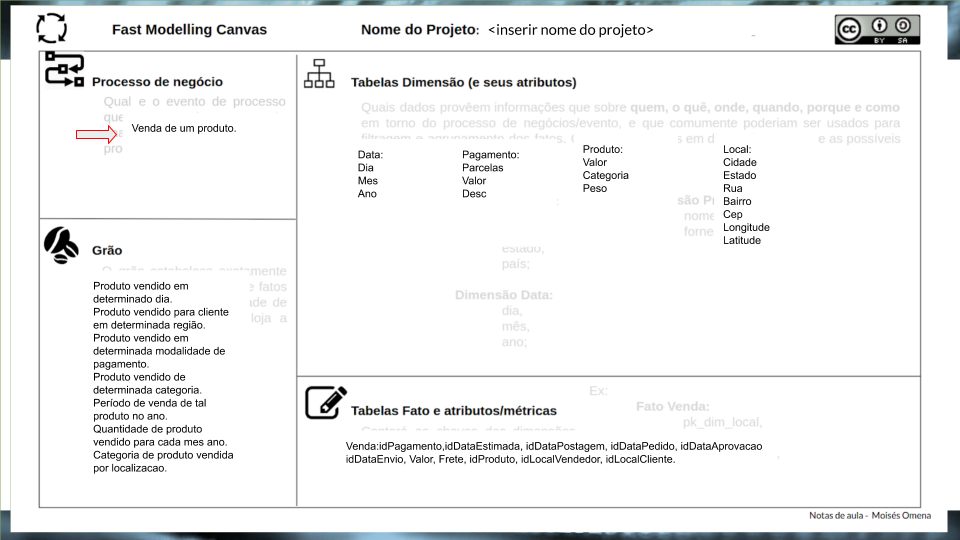 Fast Modelling Canvas
Nome do Projeto: <inserir nome do projeto>
BY SA
Processo de negócio
Qual e o evento de processo
que
Venda de um produto.
pro
Tabelas Dimensão (e seus atributos)
Quais dados provêem informações que sobre quem, o quê, onde, quando, porque e como
em torno do processo de negócios/evento, e que comumente poderiam ser usados para
filtragem e agrupamento dos fatos. s em d e as possíveis
Data:
Dia
Mes
Ano
Pagamento:
Parcelas
Valor
Desc
Produto:
Valor
Categoria
Peso
Local:
Cidade
Estado
Rua
Bairro
Cep
Longitude
Latitude
são P
nome
forne
estado,
país;
Dimensão Data:
dia,
mês,
ano;
Grão
O grão estabelece exatamente
e fatos
ade de
loja a
Produto vendido em
determinado dia.
Produto vendido para cliente
em determinada região.
Produto vendido em
determinada modalidade de
pagamento.
Produto vendido de
determinada categoria.
Período de venda de tal
produto no ano.
Quantidade de produto
vendido para cada mes ano.
Categoria de produto vendida
por localizacao.
Tabelas Fato e atributos/métricas
Ex:
Fato Venda:
pk_dim_local,
Conterá as chaves das dimensões
Venda:idPagamento,idDataEstimada, idDataPostagem, idDataPedido, idDataAprovacao
idDataEnvio, Valor, Frete, idProduto, idLocalVendedor, idLocalCliente.
Notas de aula - Moisés Omena